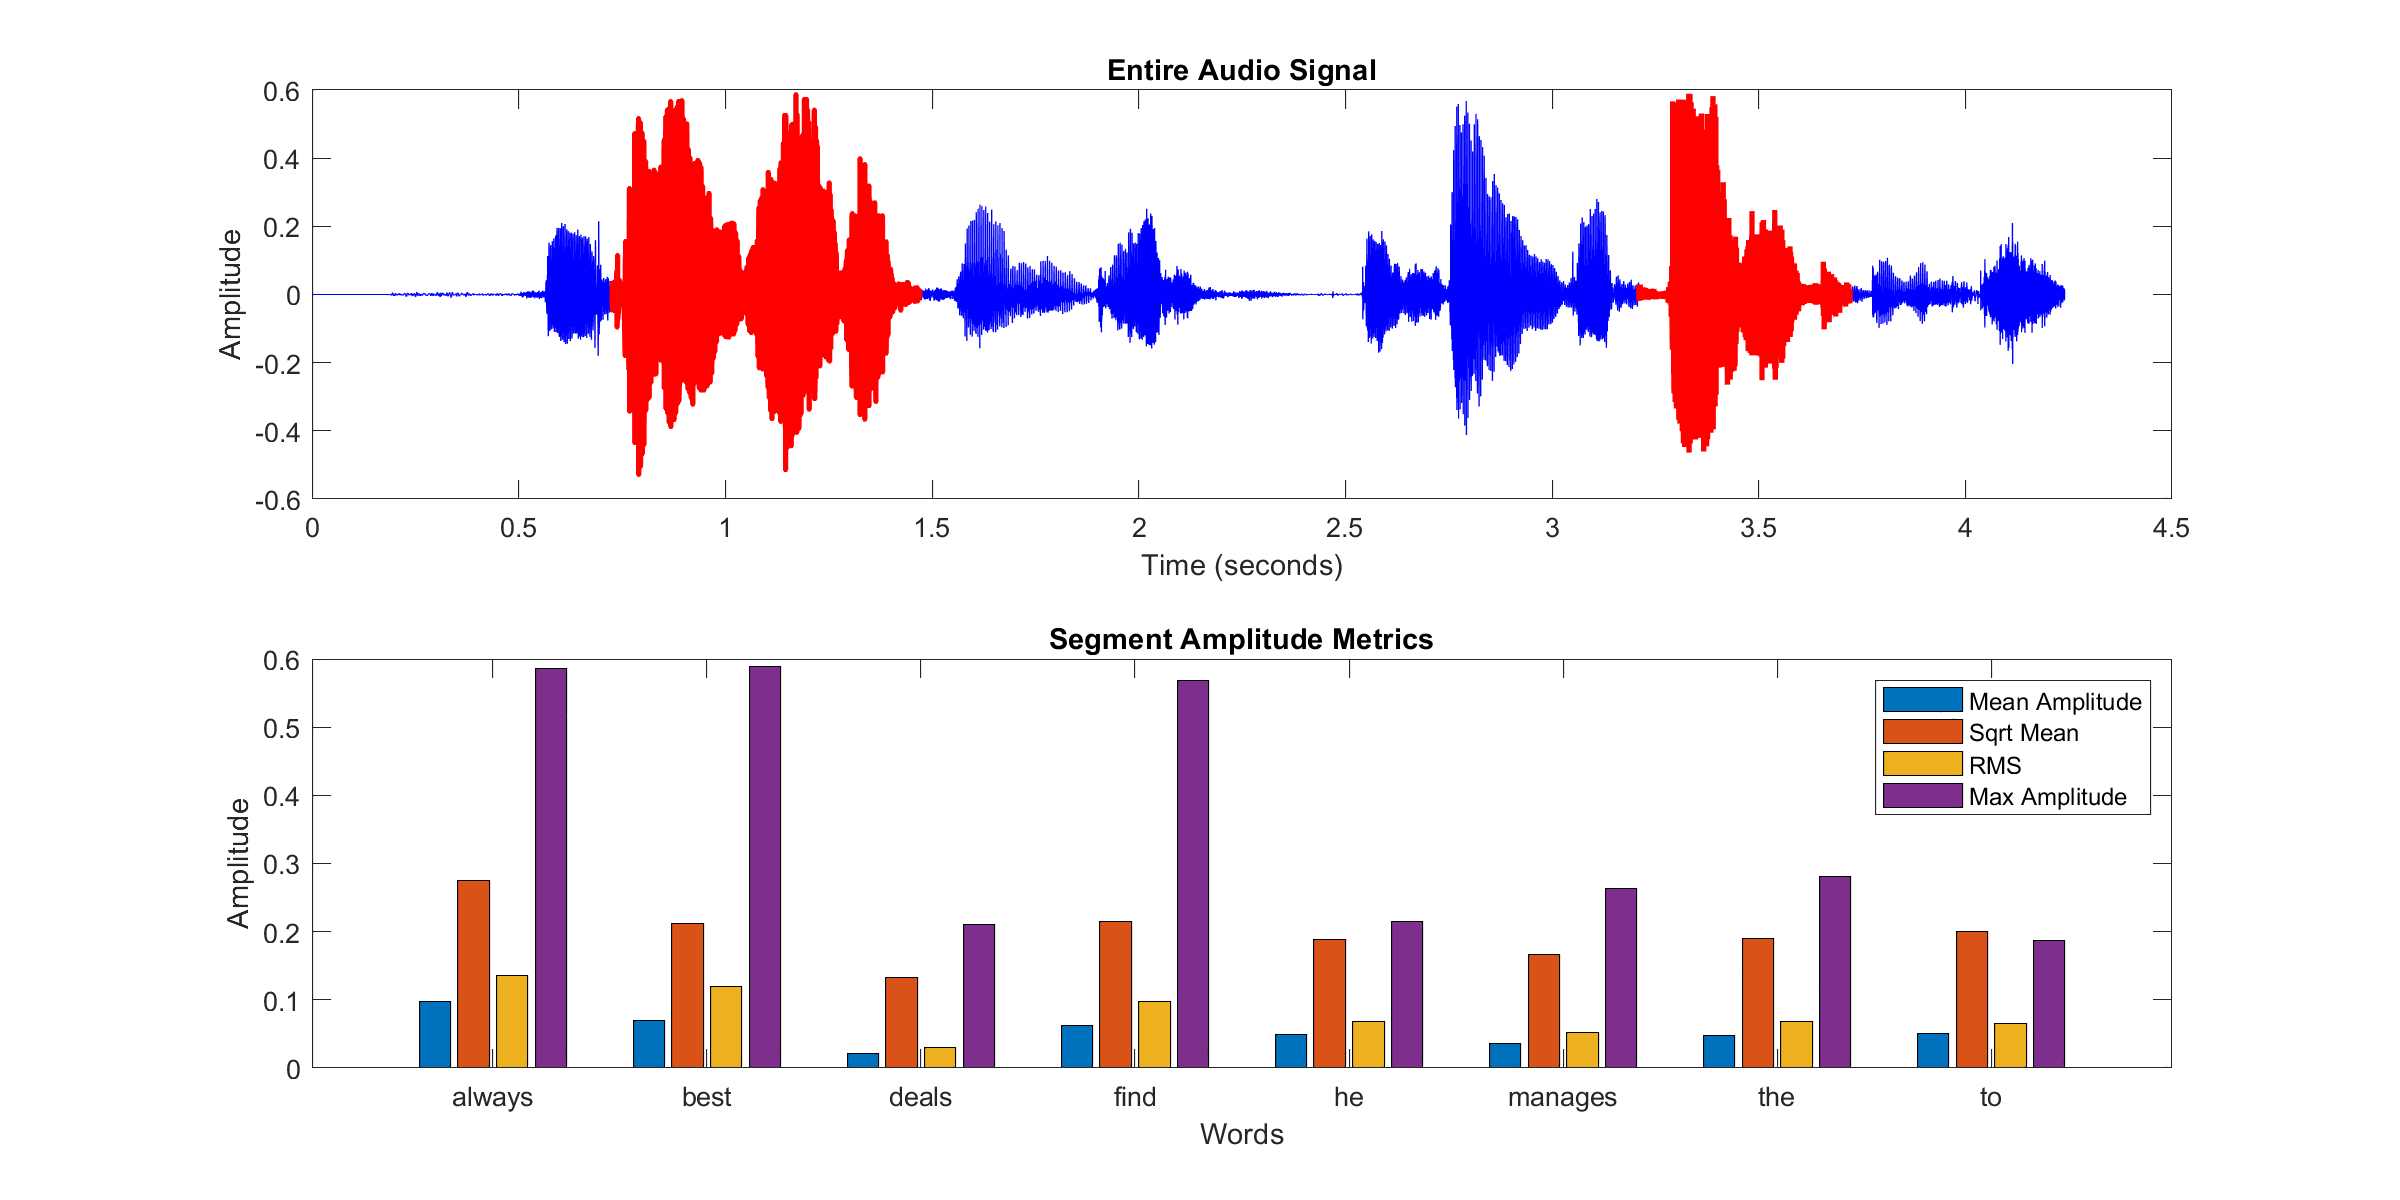 Entire Audio Signal
0.6
0.4
0.2
0
-0.2
-0.4
-0.6
Amplitude
0 0.5 1 1.5 2 2.5 3 3.5 4 4.5
Time (seconds)
Segment Amplitude Metrics
0.6
0.5
0.4
0.3
0.2
0.1
0
Amplitude
Mean Amplitude
Sqrt Mean
RMS
Max Amplitude
always best deals find he manages the to
Words